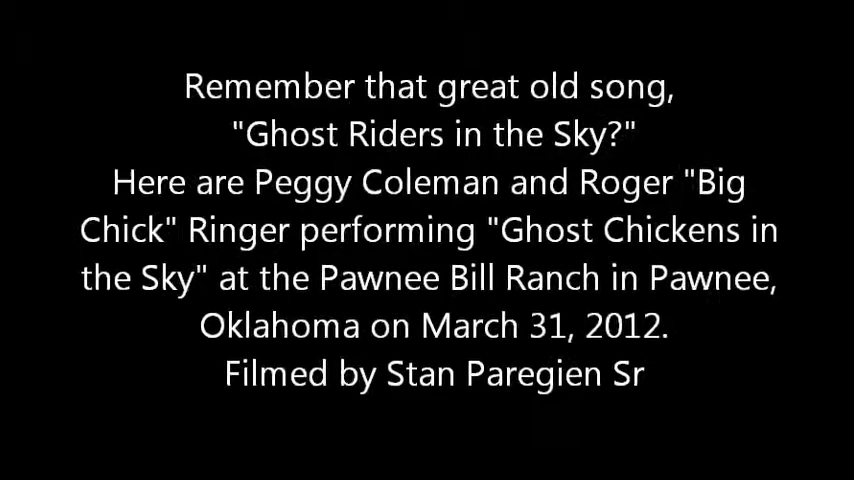 Remember that great old song,
"Ghost Riders in the Sky?"
Here are Peggy Coleman and Roger "Big
Chick" Ringer performing "Ghost Chickens in
the Sky" at the Pawnee Bill Ranch in Pawnee,
Oklahoma on March 31, 2012.
Filmed by Stan Paregien Sr